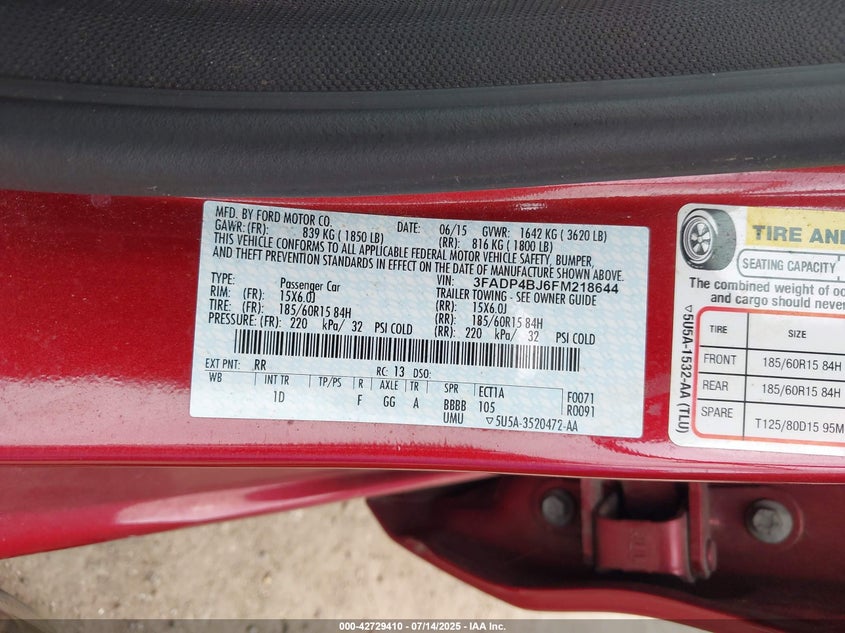 MFD. BY FORD MOTOR CO.
DATE: 06/15 GVWR: 1642 KG ( 3620 LB)
GAWR: (FR): 839 KG ( 1850 LB) (RR): 816 KG ( 1800 LB)
THIS VEHICLE CONFORMS TO ALL APPLICABLE FEDERAL MOTOR VEHICLE SAFETY, BUMPER,
AND THEFT PREVENTION STANDARDS IN EFFECT ON THE DATE OF MANUFACTURE SHOWN ABOVE.
VIN: 3FADP4BJ6FM218644
TYPE: Passenger Car TRAILER TOWING - SEE OWNER GUIDE
RIM: (FR): 15X6.0J (RR): 15X6.0J
TIRE: (FR): 185/60R15 84H (RR): 185/60R15 84H
PRESSURE: (FR): 220 kPa/ 32 PSI COLD (RR): 220 kPa/ 32 PSI COLD
EXT PNT: RR RC: 13 DSO:
WB INT TR TP/PS R AXLE TR SPR ECT1A F0071
1D F GG A BBBB 105 R0091
UMU ▽5U5A-3520472-AA
TIRE AN
SEATING CAPACITY
The combined weight of oc
and cargo should never
TIRE SIZE
FRONT 185/60R15 84H
REAR 185/60R15 84H
SPARE T125/80D15 95M
▽5U5A-1532-AA (TLU)
000-42729410 - 07/14/2025 - IAA Inc.